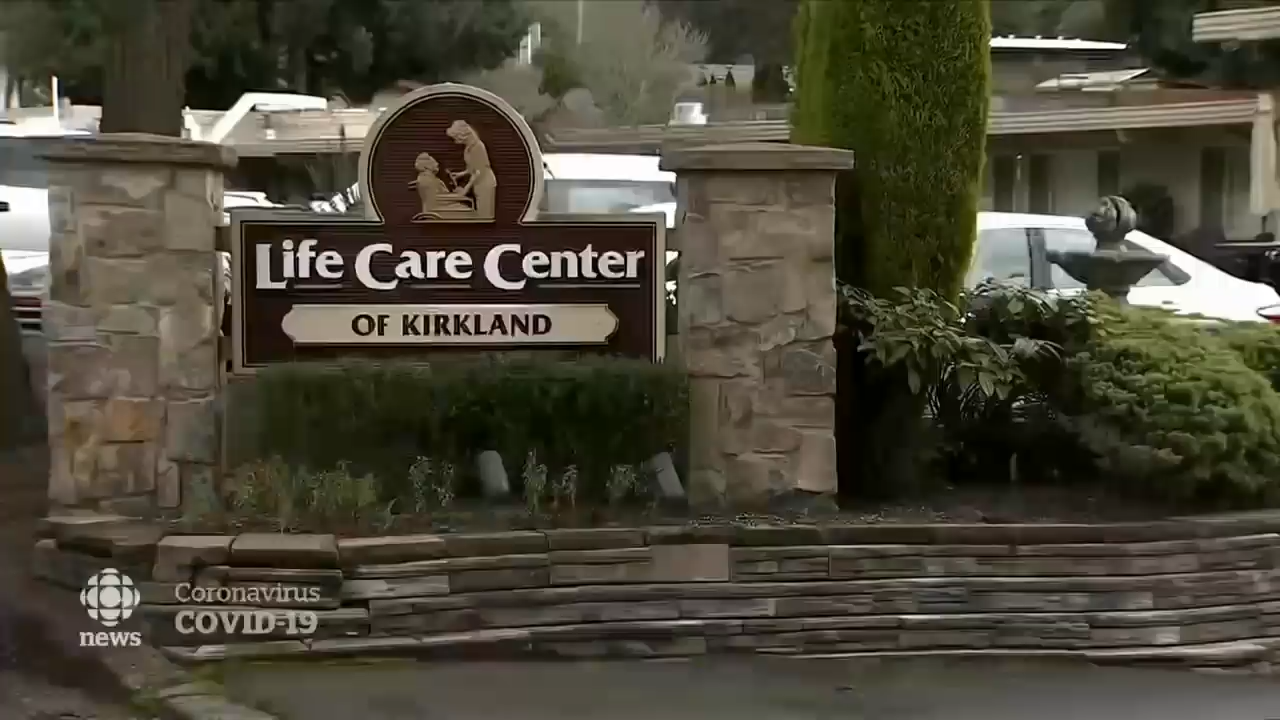 Life Care Center
OF KIRKLAND
Coronavirus
COVID-19
news